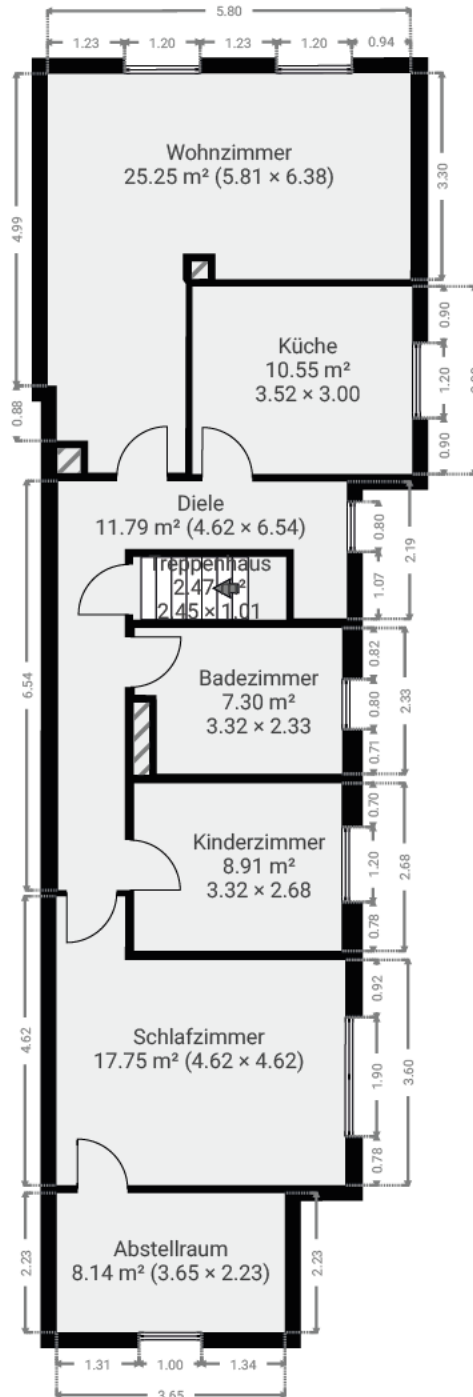 5.80
1.23 1.20 1.23 1.20 0.94
Wohnzimmer
25.25 m² (5.81 × 6.38)
3.30
4.99
Küche
10.55 m²
3.52 × 3.00
0.90
1.20
0.90
0.88
Diele
11.79 m² (4.62 × 6.54)
0.80
1.07
2.19
Treppenhaus
2.47
2.45 × 1.01
6.54
Badezimmer
7.30 m²
3.32 × 2.33
0.82
0.80
0.71
2.33
Kinderzimmer
8.91 m²
3.32 × 2.68
0.70
1.20
0.78
2.68
Schlafzimmer
17.75 m² (4.62 × 4.62)
4.62
0.92
1.90
0.78
3.60
Abstellraum
8.14 m² (3.65 × 2.23)
2.23
2.23
1.31 1.00 1.34
3.65